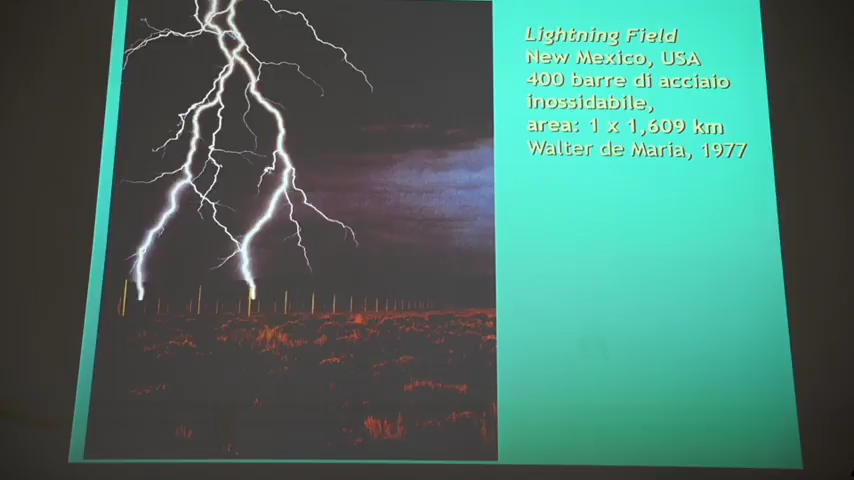 Lightning Field
New Mexico, USA
400 barre di acciaio
inossidabile,
area: 1 x 1,609 km
Walter de Maria, 1977